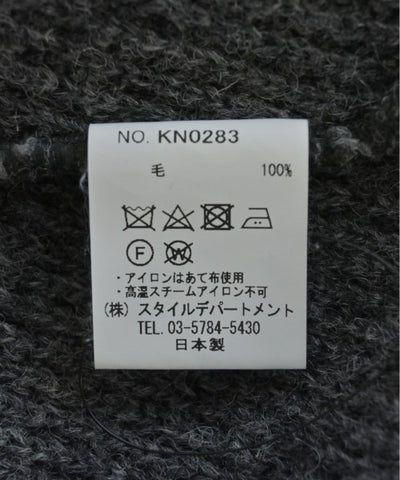 NO. KN0283
毛 100%
F W
・アイロンはあて布使用
・高温スチームアイロン不可
(株) スタイルデパートメント
TEL. 03-5784-5430
日本製